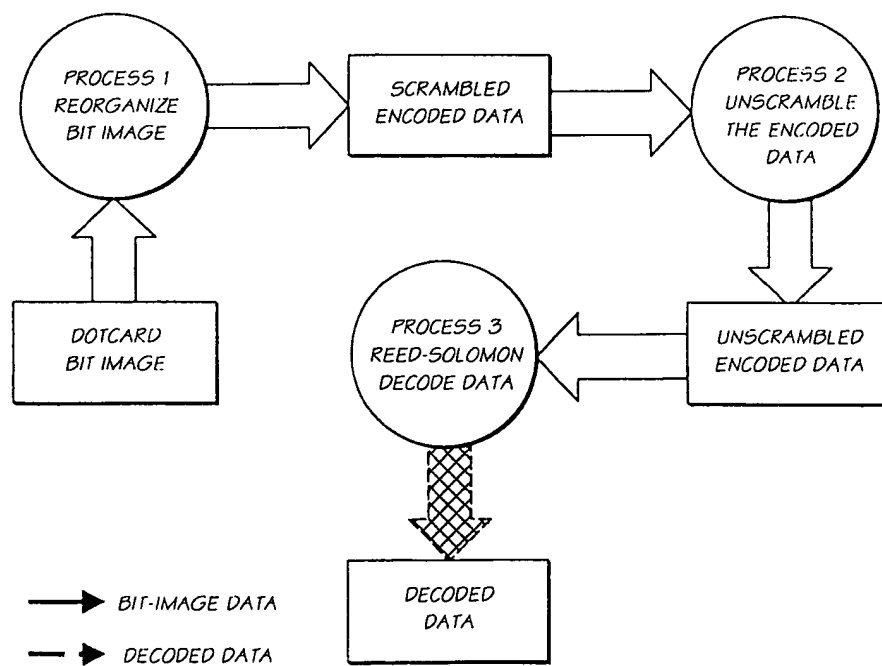 PROCESS 1
REORGANIZE
BIT IMAGE
SCRAMBLED
ENCODED DATA
PROCESS 2
UNSCRAMBLE
THE ENCODED
DATA
DOTCARD
BIT IMAGE
PROCESS 3
REED-SOLOMON
DECODE DATA
UNSCRAMBLED
ENCODED DATA
DECODED
DATA
BIT-IMAGE DATA
DECODED DATA